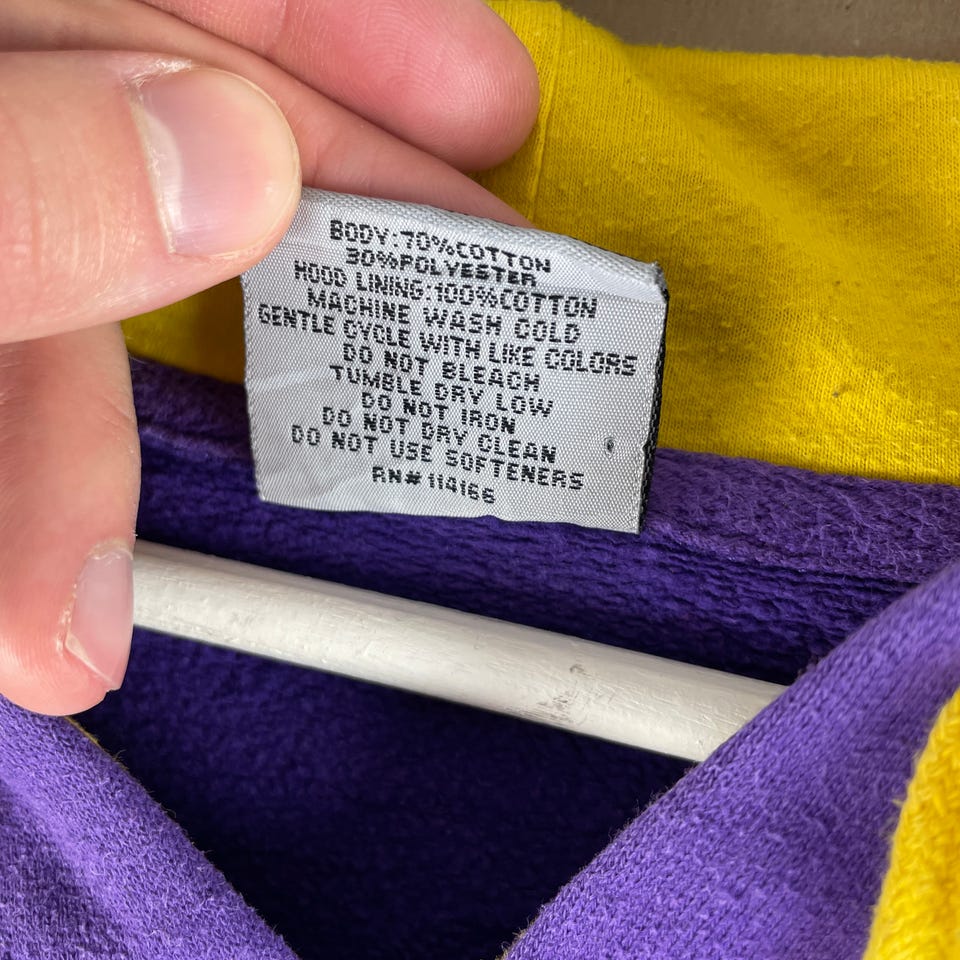 BODY:70%COTTON
30%POLYESTER
HOOD LINING:100%COTTON
MACHINE WASH COLD
GENTLE CYCLE WITH LIKE COLORS
DO NOT BLEACH
TUMBLE DRY LOW
DO NOT IRON
DO NOT DRY CLEAN
DO NOT USE SOFTENERS
RN#114166